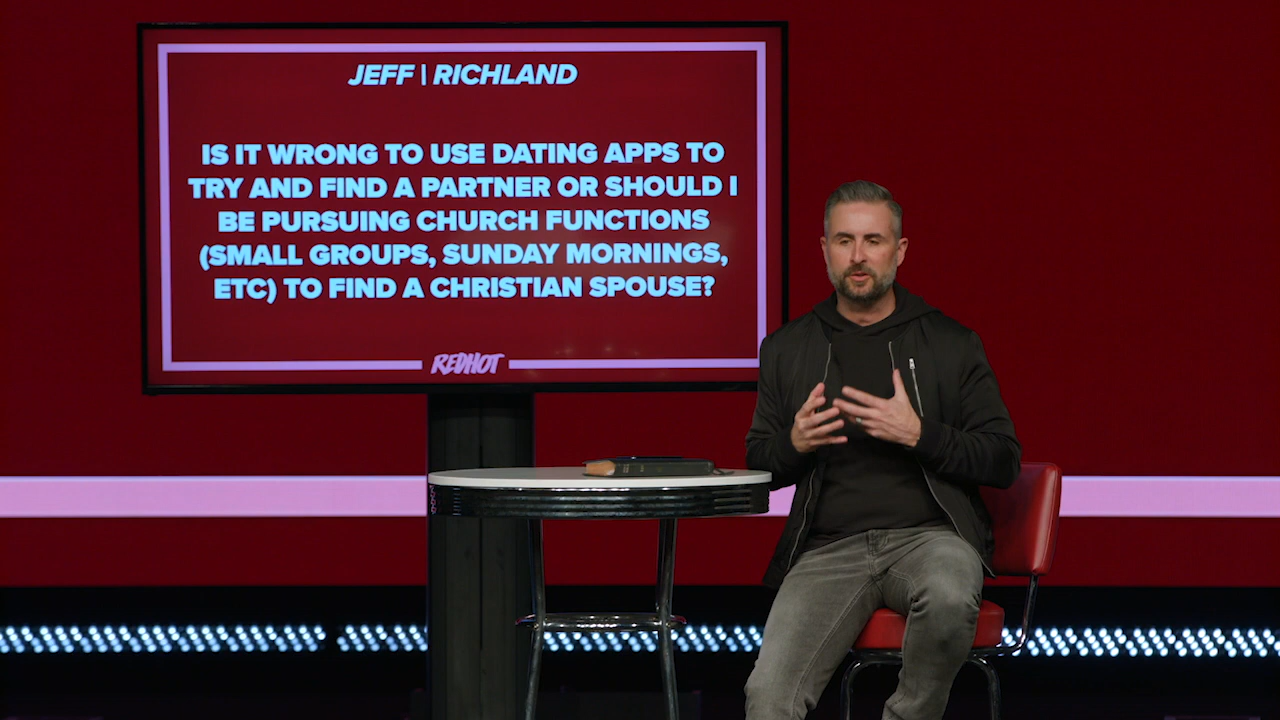 JEFF | RICHLAND
IS IT WRONG TO USE DATING APPS TO
TRY AND FIND A PARTNER OR SHOULD I
BE PURSUING CHURCH FUNCTIONS
(SMALL GROUPS, SUNDAY MORNINGS,
ETC) TO FIND A CHRISTIAN SPOUSE?
REDHOT